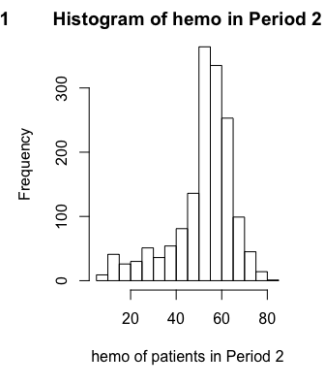 1 Histogram of hemo in Period 2
300
200
100
0
Frequency
20 40 60 80
hemo of patients in Period 2